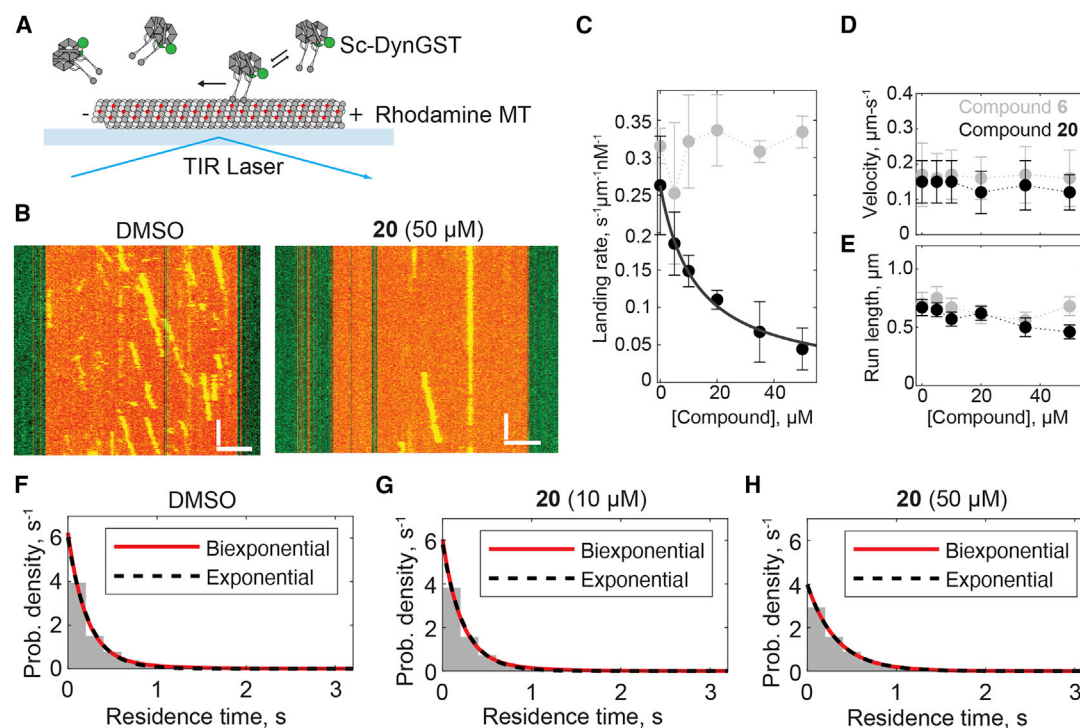 A
Sc-DynGST
- + Rhodamine MT
TIR Laser
B
DMSO
20 (50 µM)
C
Landing rate, s⁻¹µm⁻¹nM⁻¹
0.35
0.3
0.25
0.2
0.15
0.1
0.05
0
0 20 40
[Compound], µM
D
Velocity, µm-s⁻¹
0.4
0.3
0.2
0.1
0
Compound 6
Compound 20
E
Run length, µm
1.0
0.5
0
0 20 40
[Compound], µM
F
DMSO
Prob. density, s⁻¹
6
4
2
0
Biexponential
Exponential
0 1 2 3
Residence time, s
G
20 (10 µM)
Prob. density, s⁻¹
6
4
2
0
Biexponential
Exponential
0 1 2 3
Residence time, s
H
20 (50 µM)
Prob. density, s⁻¹
6
4
2
0
Biexponential
Exponential
0 1 2 3
Residence time, s